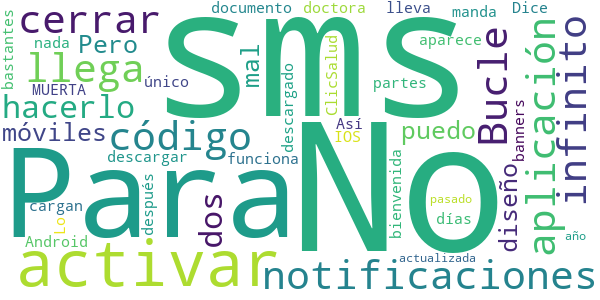 documento doctora lleva manda Dice
cerrar sms Bucle infinito
bastantes nada Pero mal aparece aplicación
llega único descargado ClicSalud partes
MUERTA
hacerlo
móviles código Así IOS puedo banners
Para No
descargar funciona diseño
cargan Lo después dos bienvenida pasado
Android días año
activar notificaciones actualizada